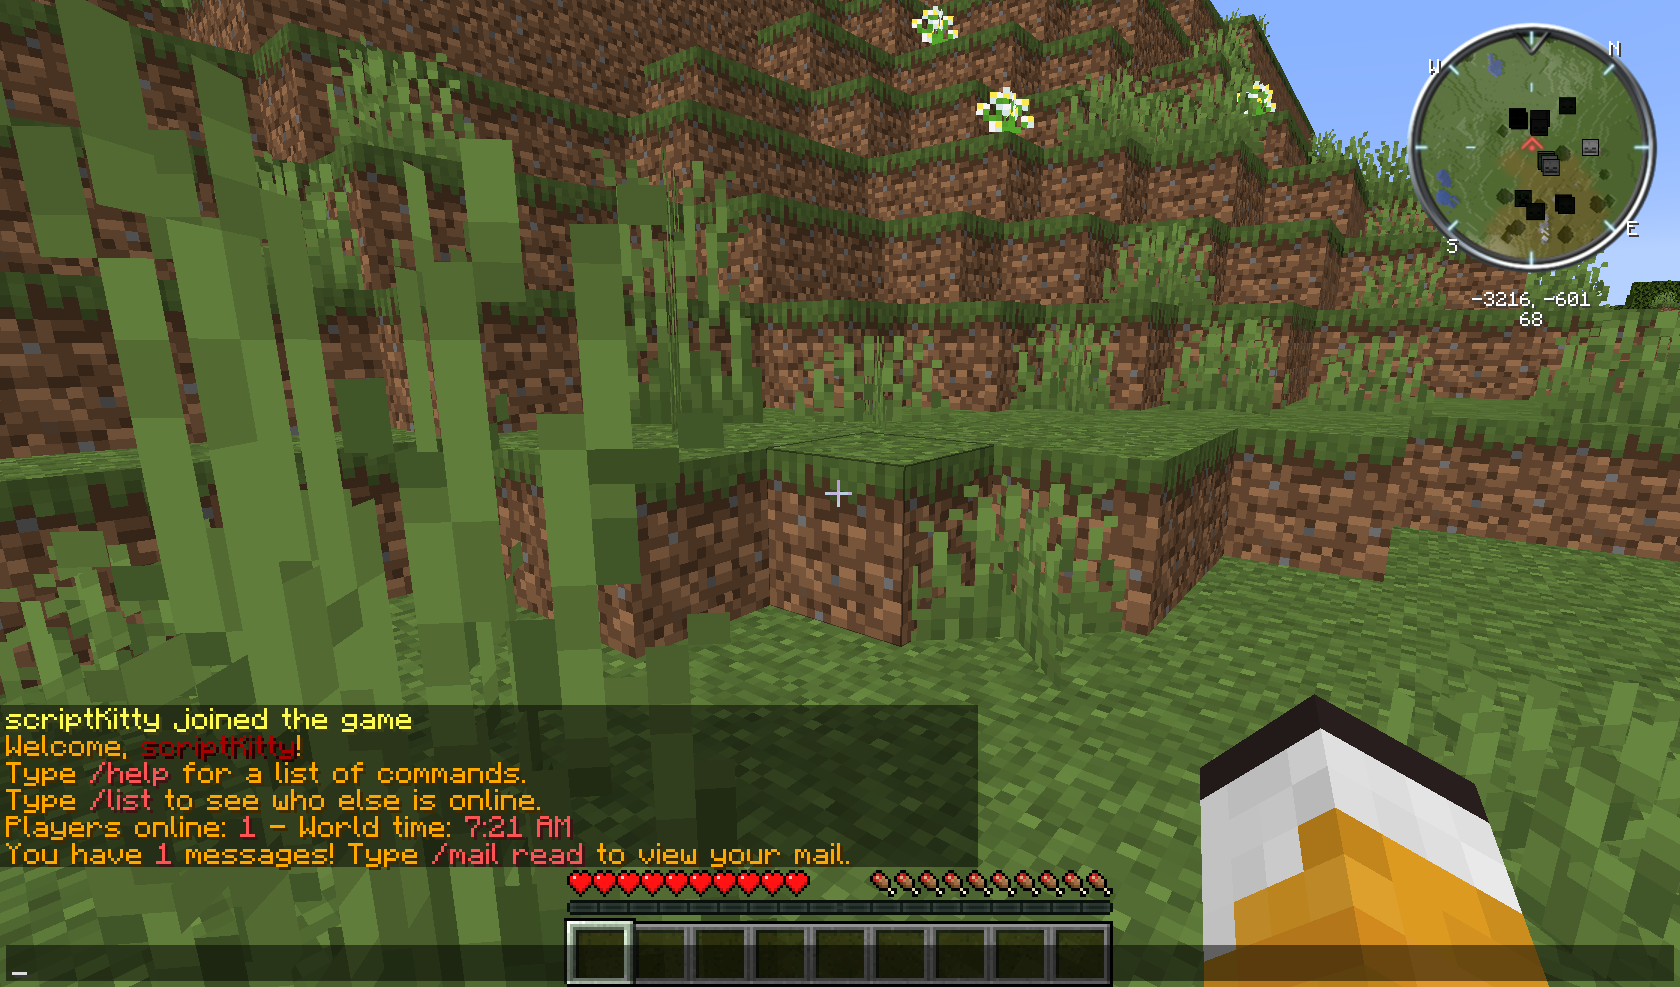 N
W
E
S
-3216, -601
68
scriptKitty joined the game
Welcome, scriptKitty!
Type /help for a list of commands.
Type /list to see who else is online.
Players online: 1 - World time: 7:21 AM
You have 1 messages! Type /mail read to view your mail.
_